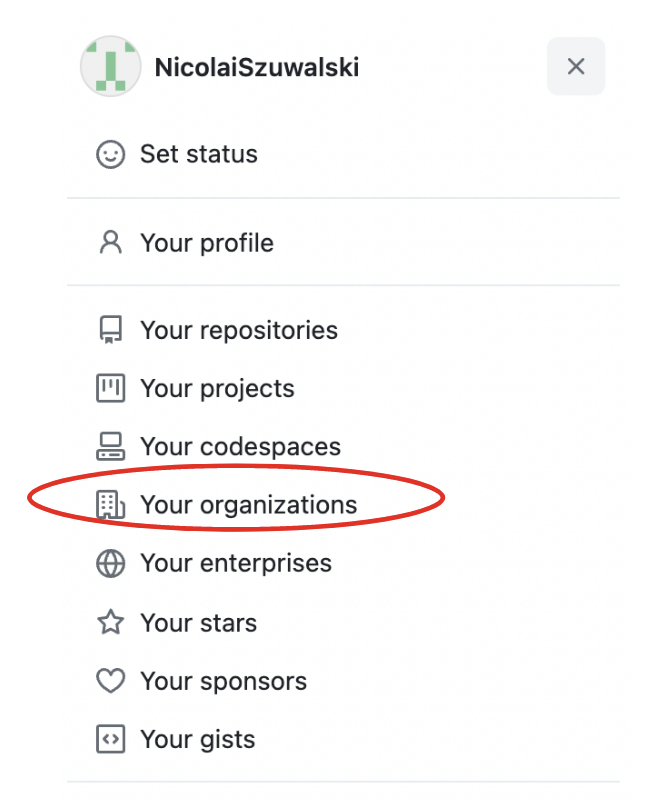 NicolaiSzuwalski
Set status
Your profile
Your repositories
Your projects
Your codespaces
Your organizations
Your enterprises
Your stars
Your sponsors
Your gists